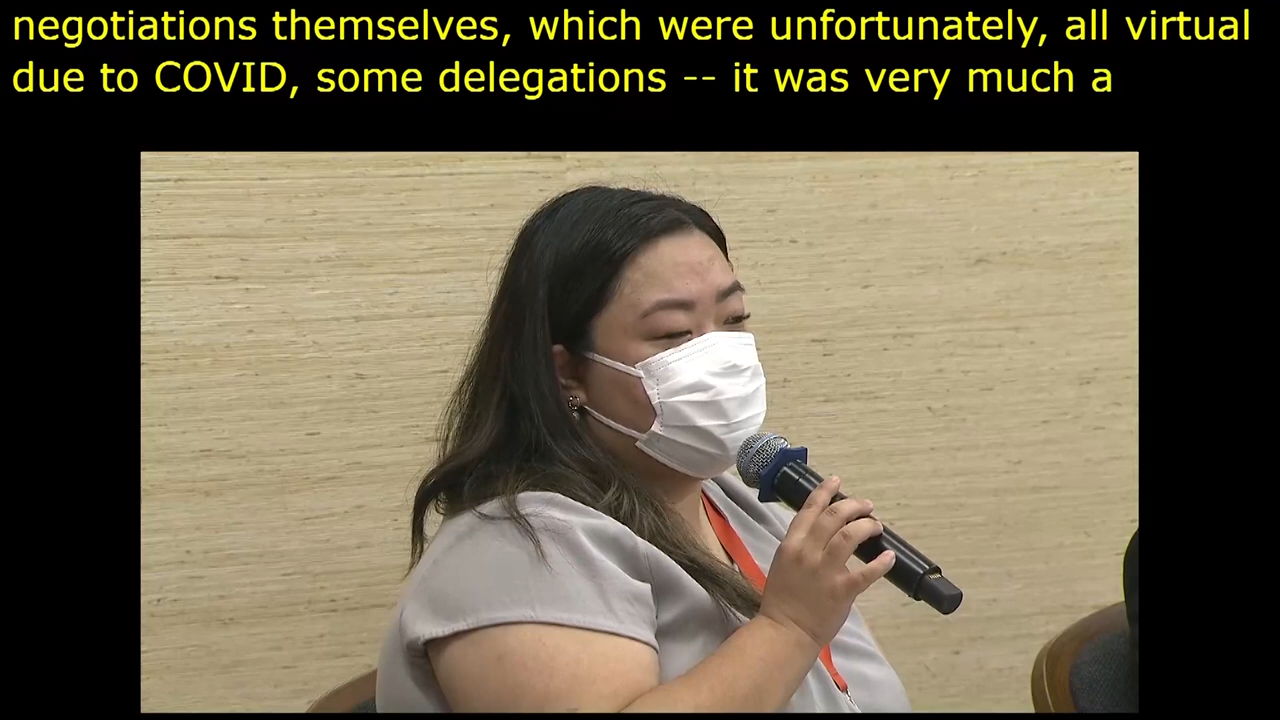 negotiations themselves, which were unfortunately, all virtual
due to COVID, some delegations -- it was very much a